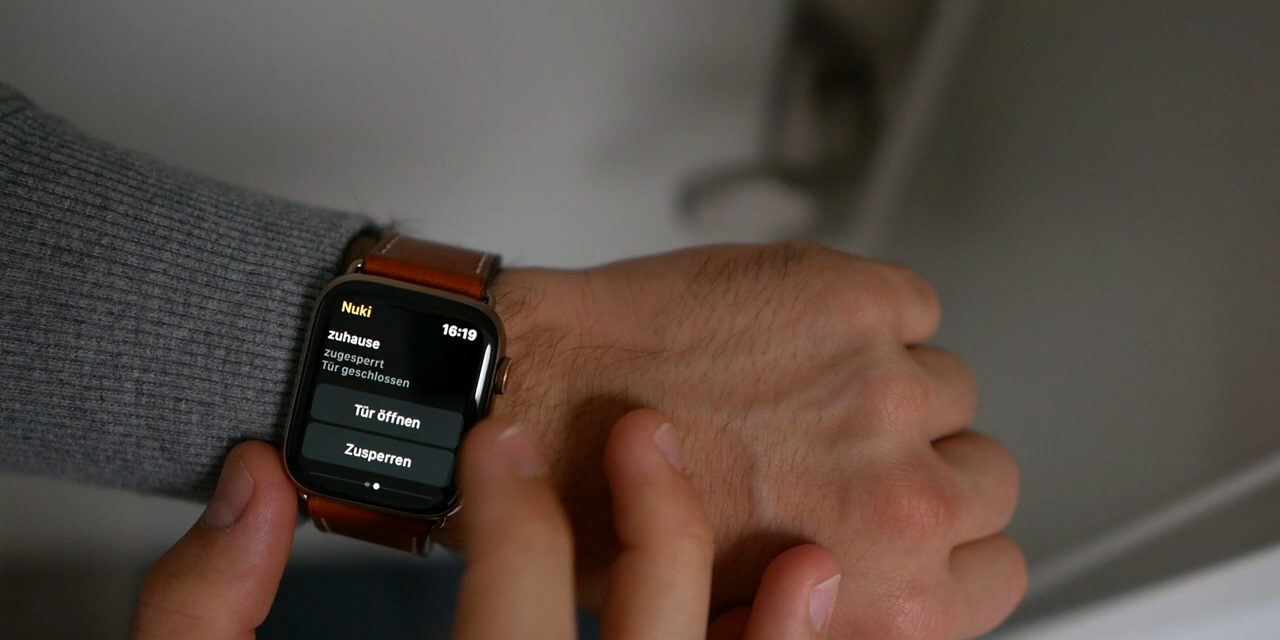 Nuki
16:19
zuhause
zugesperrt
Tür geschlossen
Tür öffnen
Zusperren